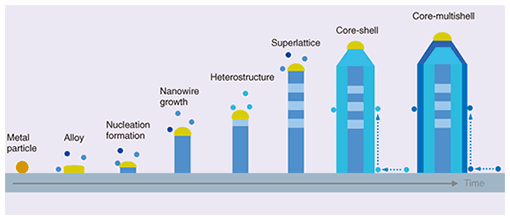 Metal
particle
Alloy
Nucleation
formation
Nanowire
growth
Heterostructure
Superlattice
Core-shell
Core-multishell
Time